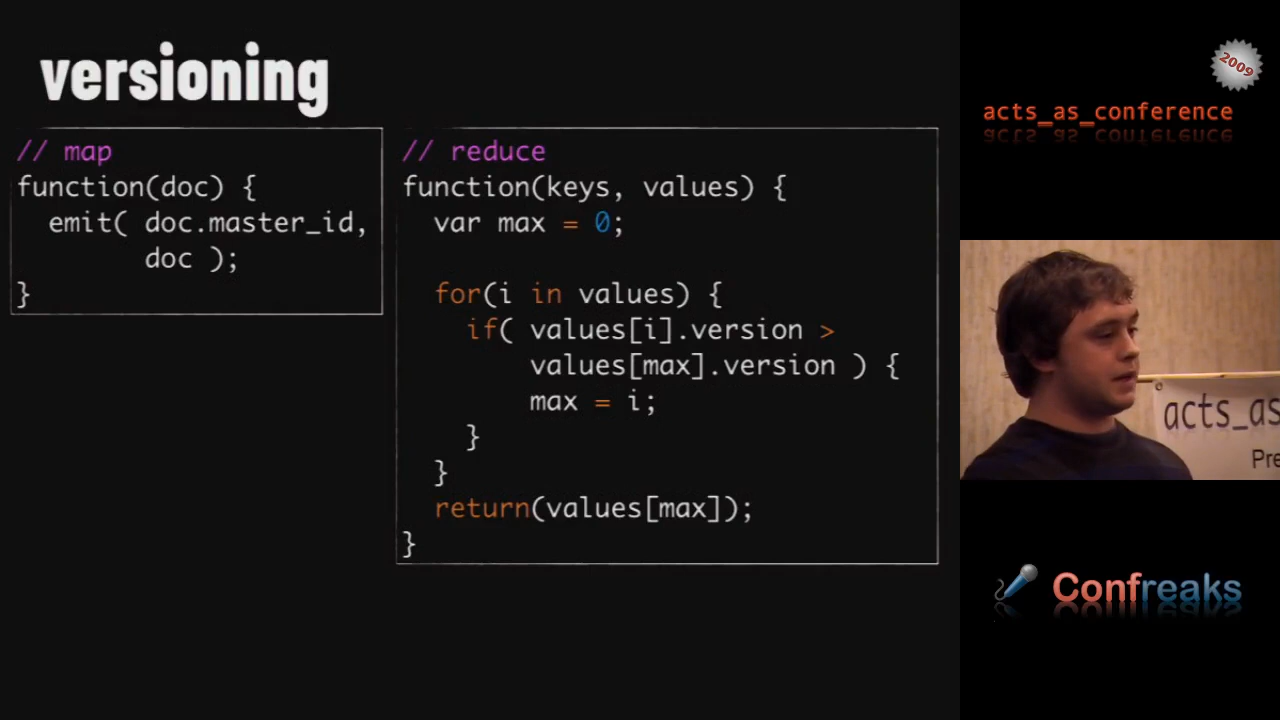 versioning
// map
function(doc) {
  emit( doc.master_id,
        doc );
}
// reduce
function(keys, values) {
  var max = 0;
  for(i in values) {
    if( values[i].version >
        values[max].version ) {
        max = i;
    }
  }
  return(values[max]);
}
2009
acts_as_conference
acts_as
Pre
Confreaks